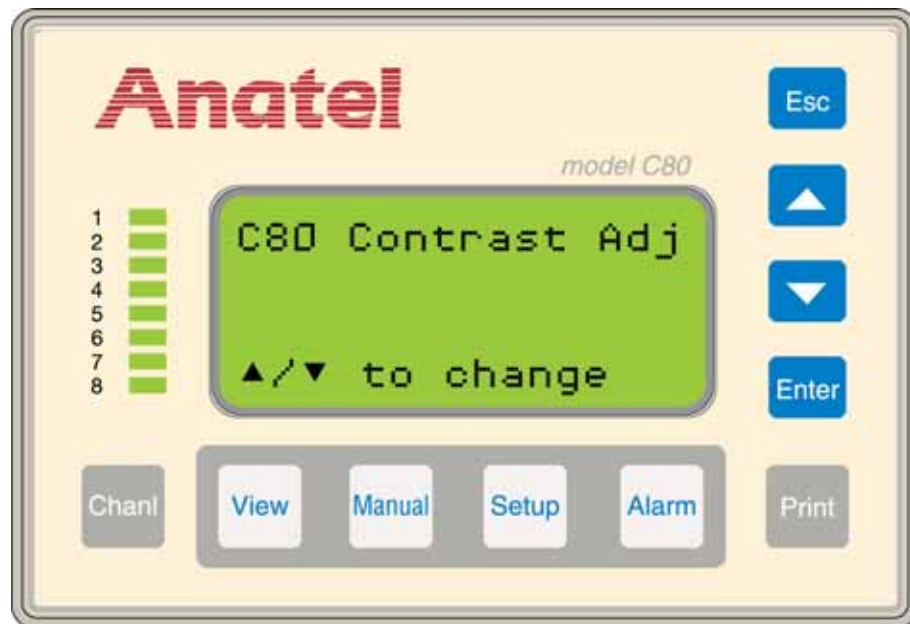 Anatel
model C80
Esc
1
2
3
4
5
6
7
8
C80 Contrast Adj
▲/▼ to change
Enter
Chanl
View
Manual
Setup
Alarm
Print